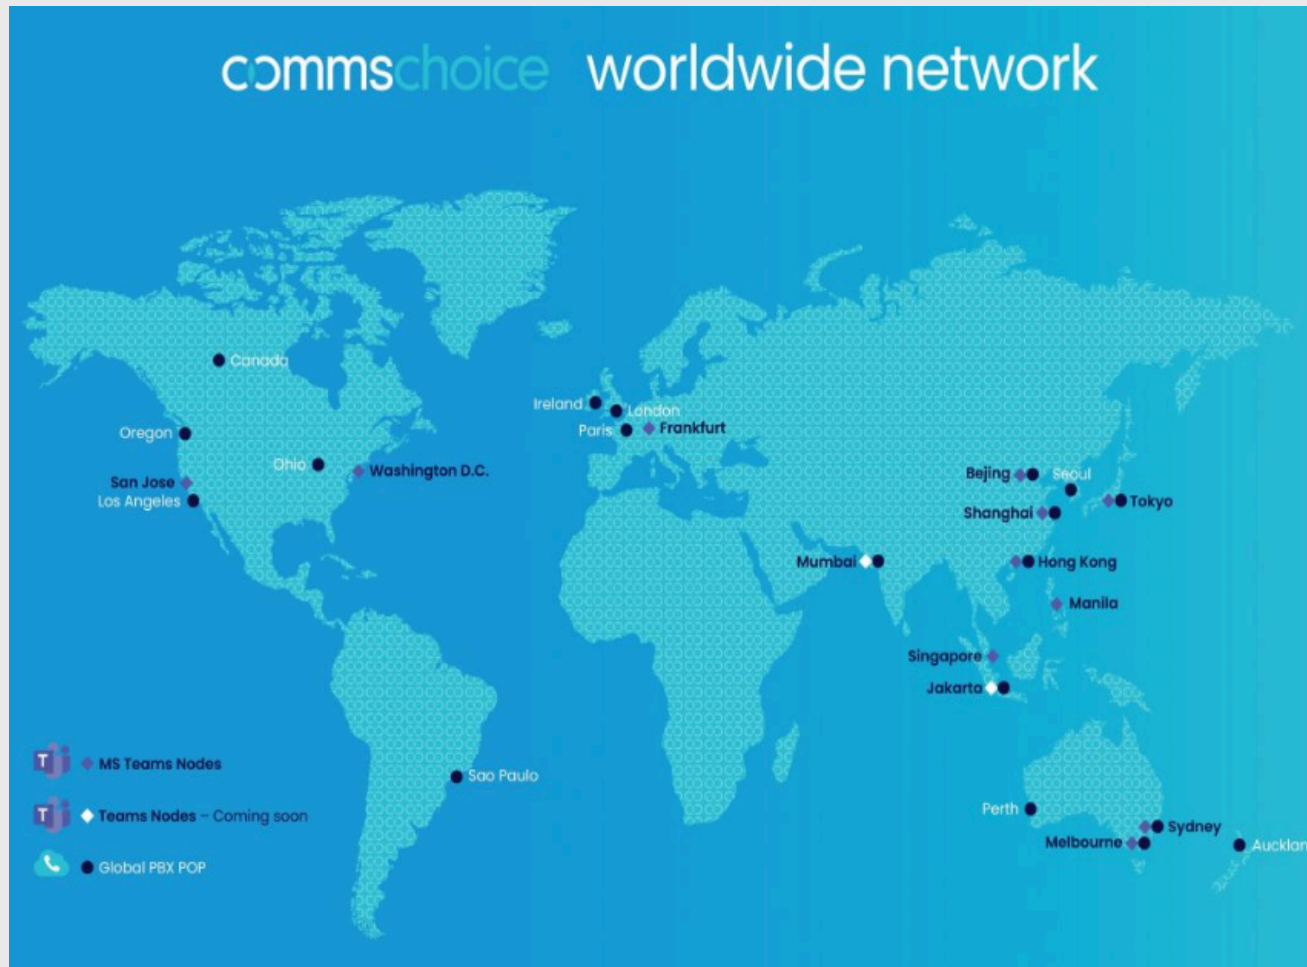 commschoice worldwide network
Canada
Ireland
London
Oregon
Paris
Frankfurt
Ohio
Washington D.C.
Bejing
Seoul
San Jose
Los Angeles
Tokyo
Shanghai
Mumbai
Hong Kong
Manila
Singapore
Jakarta
T MS Teams Nodes
Sao Paulo
T Teams Nodes – Coming soon
Perth
Sydney
Melbourne
Aucklan
Global PBX POP